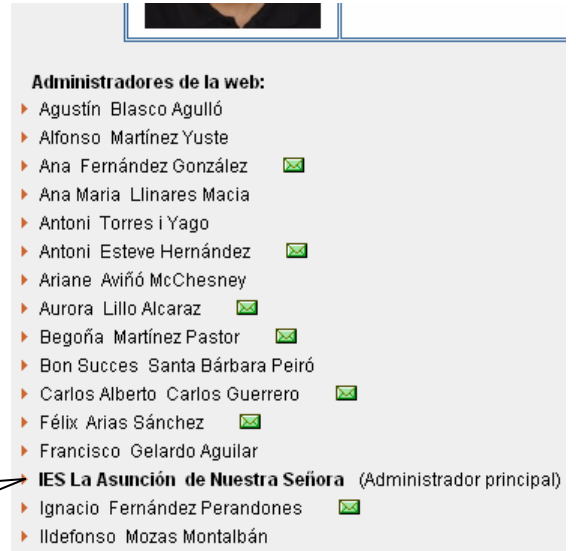 Administradores de la web:
Agustín Blasco Agulló
Alfonso Martínez Yuste
Ana Fernández González
Ana Maria Llinares Macia
Antoni Torres i Yago
Antoni Esteve Hernández
Ariane Aviñó McChesney
Aurora Lillo Alcaraz
Begoña Martínez Pastor
Bon Succes Santa Bárbara Peiró
Carlos Alberto Carlos Guerrero
Félix Arias Sánchez
Francisco Gelardo Aguilar
IES La Asunción de Nuestra Señora (Administrador principal)
Ignacio Fernández Perandones
Ildefonso Mozas Montalbán